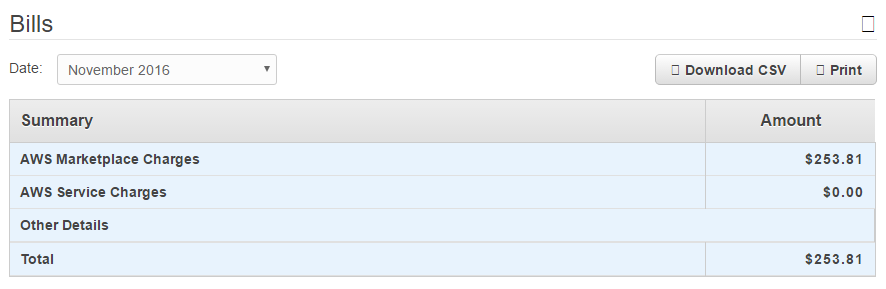 Bills
Date: November 2016 Download CSV Print
Summary Amount
AWS Marketplace Charges $253.81
AWS Service Charges $0.00
Other Details
Total $253.81